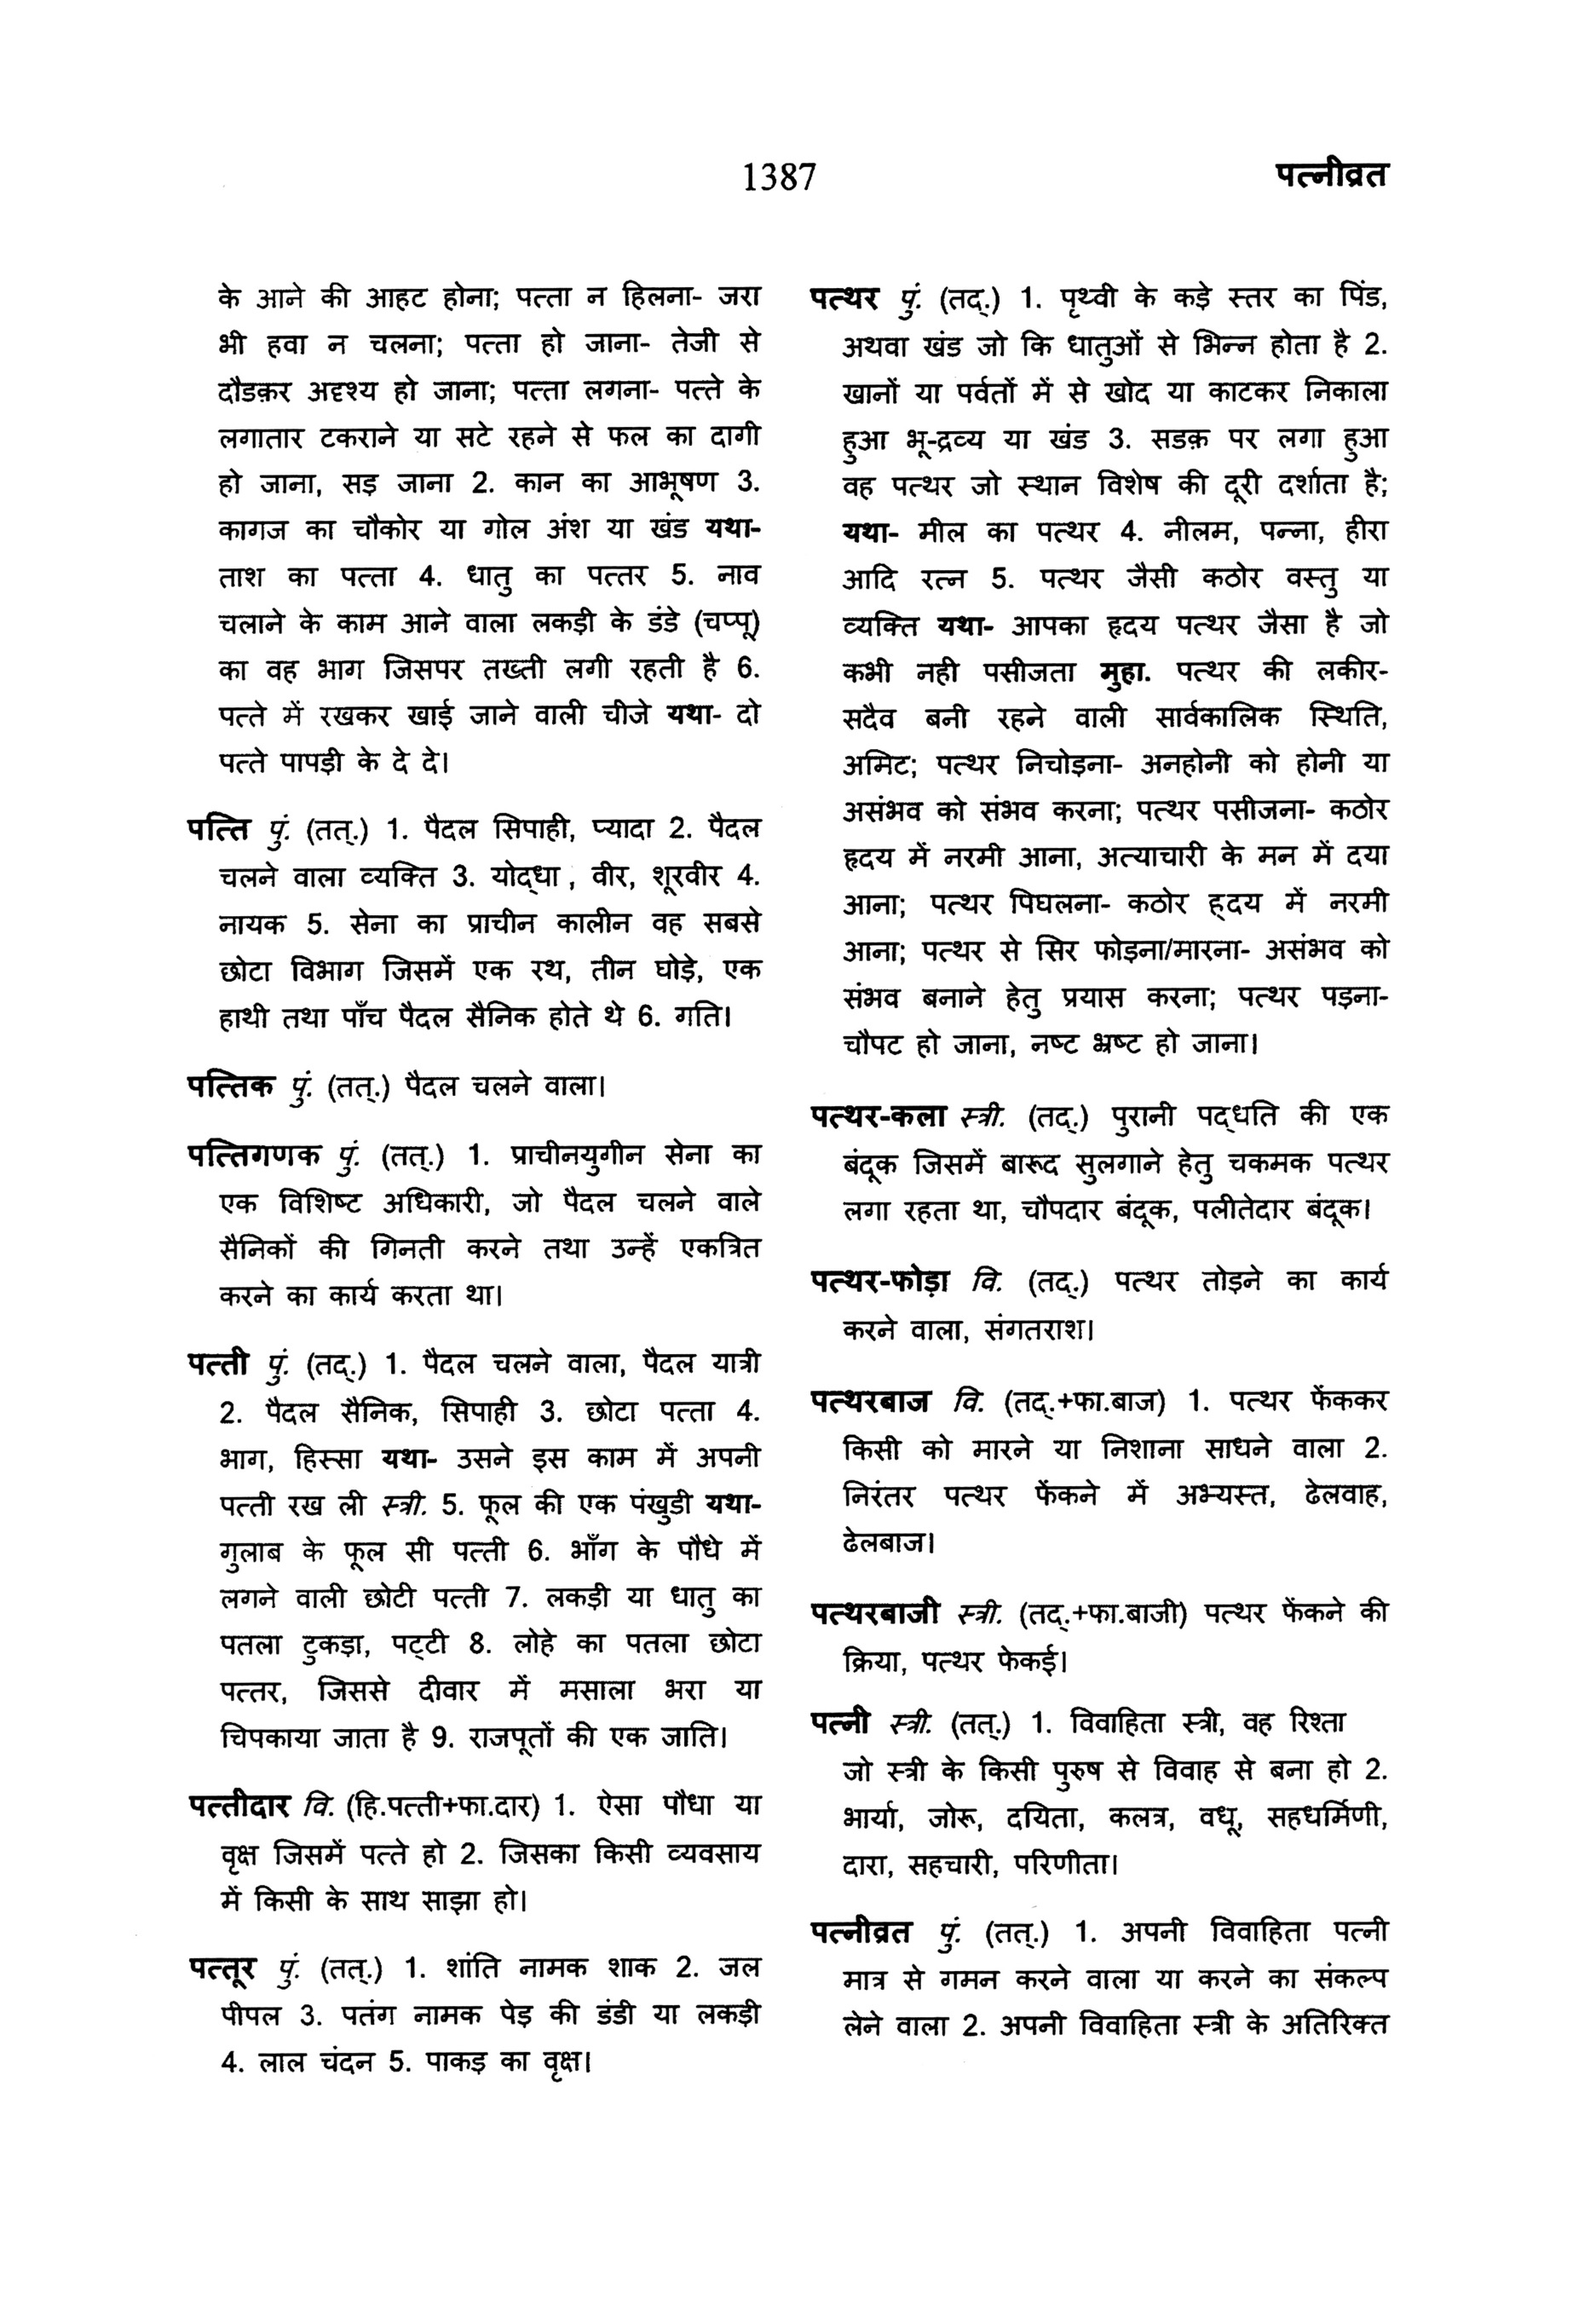 1387
पत्नीव्रत
के आने की आहट होना; पत्ता न हिलना- जरा
भी हवा न चलना; पत्ता हो जाना- तेजी से
दौडक़र अदृश्य हो जाना; पत्ता लगना- पत्ते के
लगातार टकराने या सटे रहने से फल का दागी
हो जाना, सड़ जाना 2. कान का आभूषण 3.
कागज का चौकोर या गोल अंश या खंड यथा-
ताश का पत्ता 4. धातु का पत्तर 5. नाव
चलाने के काम आने वाला लकड़ी के डंडे (चप्पू)
का वह भाग जिसपर तख्ती लगी रहती है 6.
पत्ते में रखकर खाई जाने वाली चीजे यथा- दो
पत्ते पापड़ी के दे दे।
पत्ति पुं. (तत्.) 1. पैदल सिपाही, प्यादा 2. पैदल
चलने वाला व्यक्ति 3. योद्धा , वीर, शूरवीर 4.
नायक 5. सेना का प्राचीन कालीन वह सबसे
छोटा विभाग जिसमें एक रथ, तीन घोड़े, एक
हाथी तथा पाँच पैदल सैनिक होते थे 6. गति।
पत्तिक पुं. (तत्.) पैदल चलने वाला।
पत्तिगणक पुं. (तत्.) 1. प्राचीनयुगीन सेना का
एक विशिष्ट अधिकारी, जो पैदल चलने वाले
सैनिकों की गिनती करने तथा उन्हें एकत्रित
करने का कार्य करता था।
पत्ती पुं. (तद्.) 1. पैदल चलने वाला, पैदल यात्री
2. पैदल सैनिक, सिपाही 3. छोटा पत्ता 4.
भाग, हिस्सा यथा- उसने इस काम में अपनी
पत्ती रख ली स्त्री. 5. फूल की एक पंखुडी यथा-
गुलाब के फूल सी पत्ती 6. भाँग के पौधे में
लगने वाली छोटी पत्ती 7. लकड़ी या धातु का
पतला टुकड़ा, पट्टी 8. लोहे का पतला छोटा
पत्तर, जिससे दीवार में मसाला भरा या
चिपकाया जाता है 9. राजपूतों की एक जाति।
पत्तीदार वि. (हि.पत्ती+फा.दार) 1. ऐसा पौधा या
वृक्ष जिसमें पत्ते हो 2. जिसका किसी व्यवसाय
में किसी के साथ साझा हो।
पत्तूर पुं. (तत्.) 1. शांति नामक शाक 2. जल
पीपल 3. पतंग नामक पेड़ की डंडी या लकड़ी
4. लाल चंदन 5. पाकड़ का वृक्ष।
पत्थर पुं. (तद्.) 1. पृथ्वी के कड़े स्तर का पिंड,
अथवा खंड जो कि धातुओं से भिन्न होता है 2.
खानों या पर्वतों में से खोद या काटकर निकाला
हुआ भू-द्रव्य या खंड 3. सडक़ पर लगा हुआ
वह पत्थर जो स्थान विशेष की दूरी दर्शाता है;
यथा- मील का पत्थर 4. नीलम, पन्ना, हीरा
आदि रत्न 5. पत्थर जैसी कठोर वस्तु या
व्यक्ति यथा- आपका हृदय पत्थर जैसा है जो
कभी नही पसीजता मुहा. पत्थर की लकीर-
सदैव बनी रहने वाली सार्वकालिक स्थिति,
अमिट; पत्थर निचोड़ना- अनहोनी को होनी या
असंभव को संभव करना; पत्थर पसीजना- कठोर
हृदय में नरमी आना, अत्याचारी के मन में दया
आना; पत्थर पिघलना- कठोर ह्दय में नरमी
आना; पत्थर से सिर फोड़ना/मारना- असंभव को
संभव बनाने हेतु प्रयास करना; पत्थर पड़ना-
चौपट हो जाना, नष्ट भ्रष्ट हो जाना।
पत्थर-कला स्त्री. (तद्.) पुरानी पद्धति की एक
बंदूक जिसमें बारूद सुलगाने हेतु चकमक पत्थर
लगा रहता था, चौपदार बंदूक, पलीतेदार बंदूक।
पत्थर-फोड़ा वि. (तद्.) पत्थर तोड़ने का कार्य
करने वाला, संगतराश।
पत्थरबाज वि. (तद्.+फा.बाज) 1. पत्थर फेंककर
किसी को मारने या निशाना साधने वाला 2.
निरंतर पत्थर फेंकने में अभ्यस्त, ढेलवाह,
ढेलबाज।
पत्थरबाजी स्त्री. (तद्.+फा.बाजी) पत्थर फेंकने की
क्रिया, पत्थर फेकई।
पत्नी स्त्री. (तत्.) 1. विवाहिता स्त्री, वह रिश्ता
जो स्त्री के किसी पुरुष से विवाह से बना हो 2.
भार्या, जोरू, दयिता, कलत्र, वधू, सहधर्मिणी,
दारा, सहचारी, परिणीता।
पत्नीव्रत पुं. (तत्.) 1. अपनी विवाहिता पत्नी
मात्र से गमन करने वाला या करने का संकल्प
लेने वाला 2. अपनी विवाहिता स्त्री के अतिरिक्त